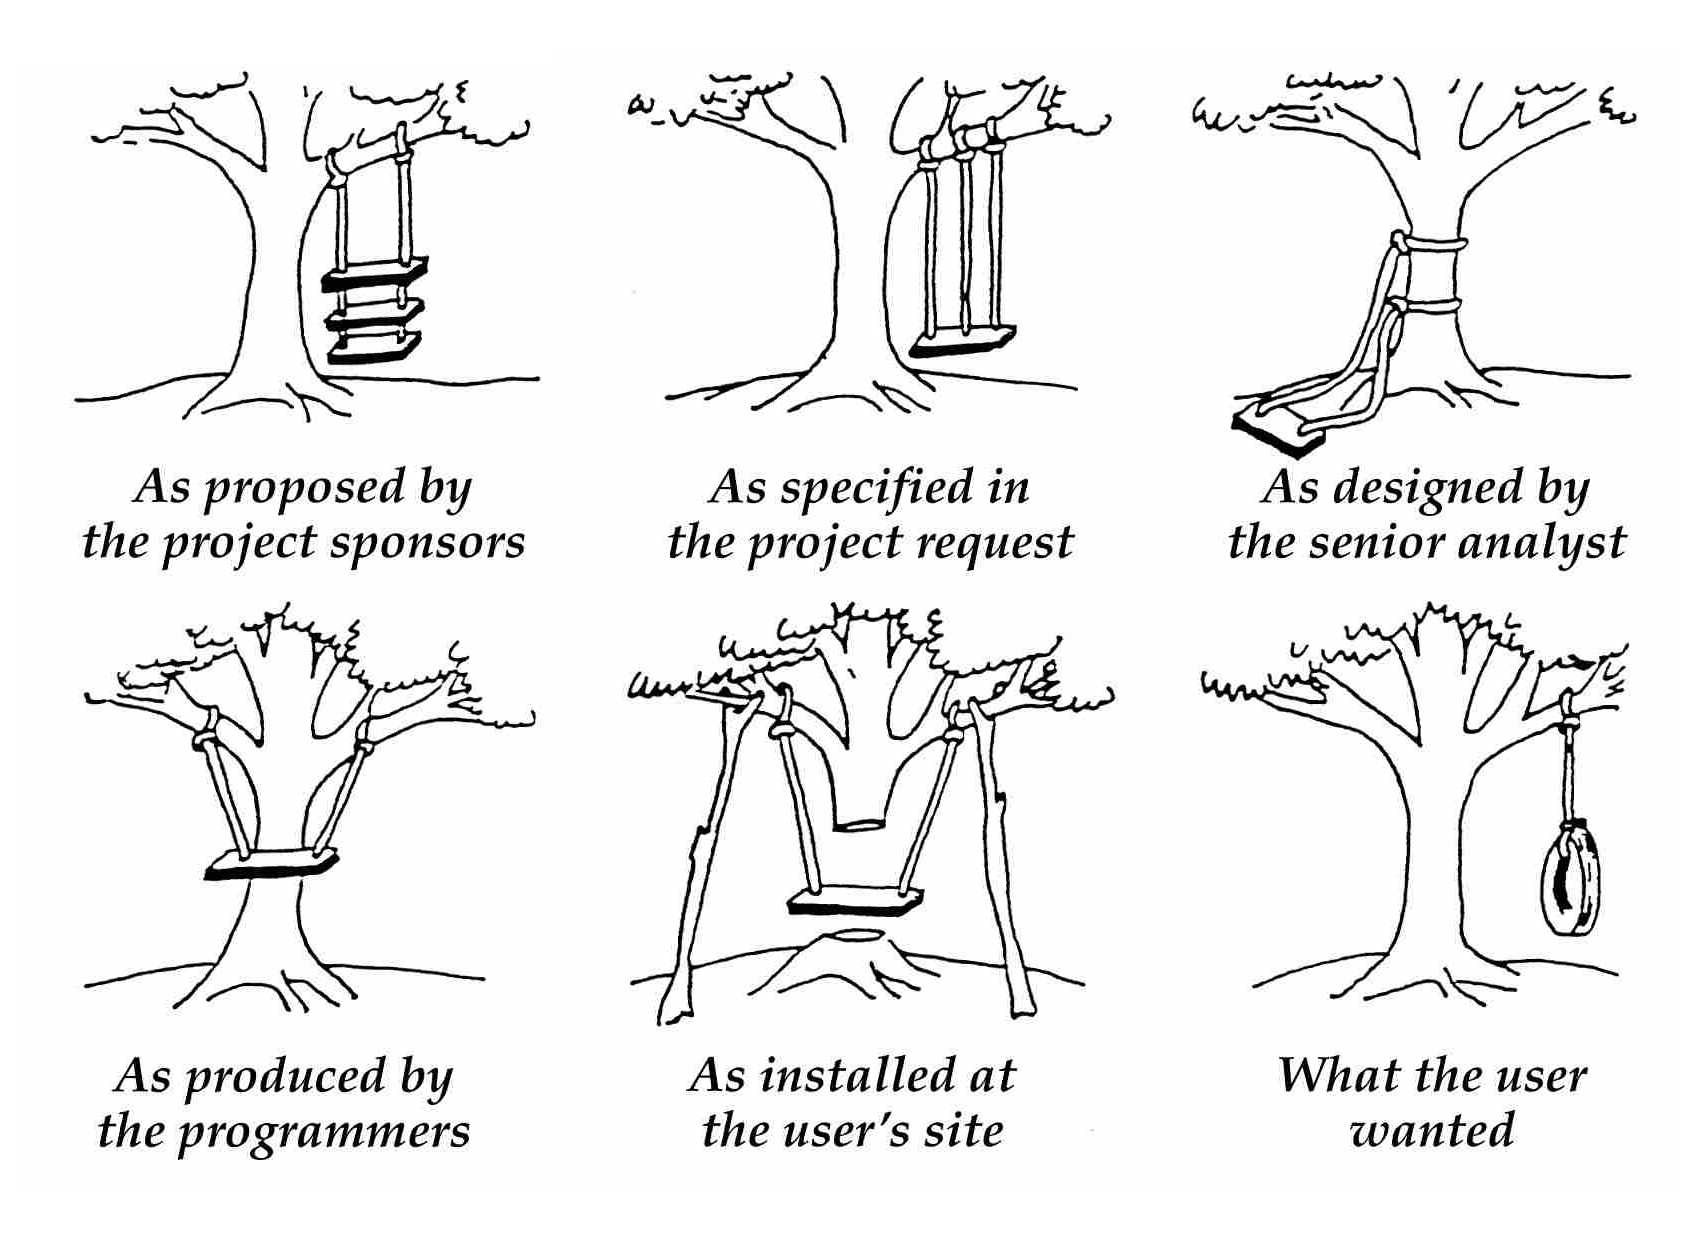 As proposed by
the project sponsors
As specified in
the project request
As designed by
the senior analyst
As produced by
the programmers
As installed at
the user's site
What the user
wanted